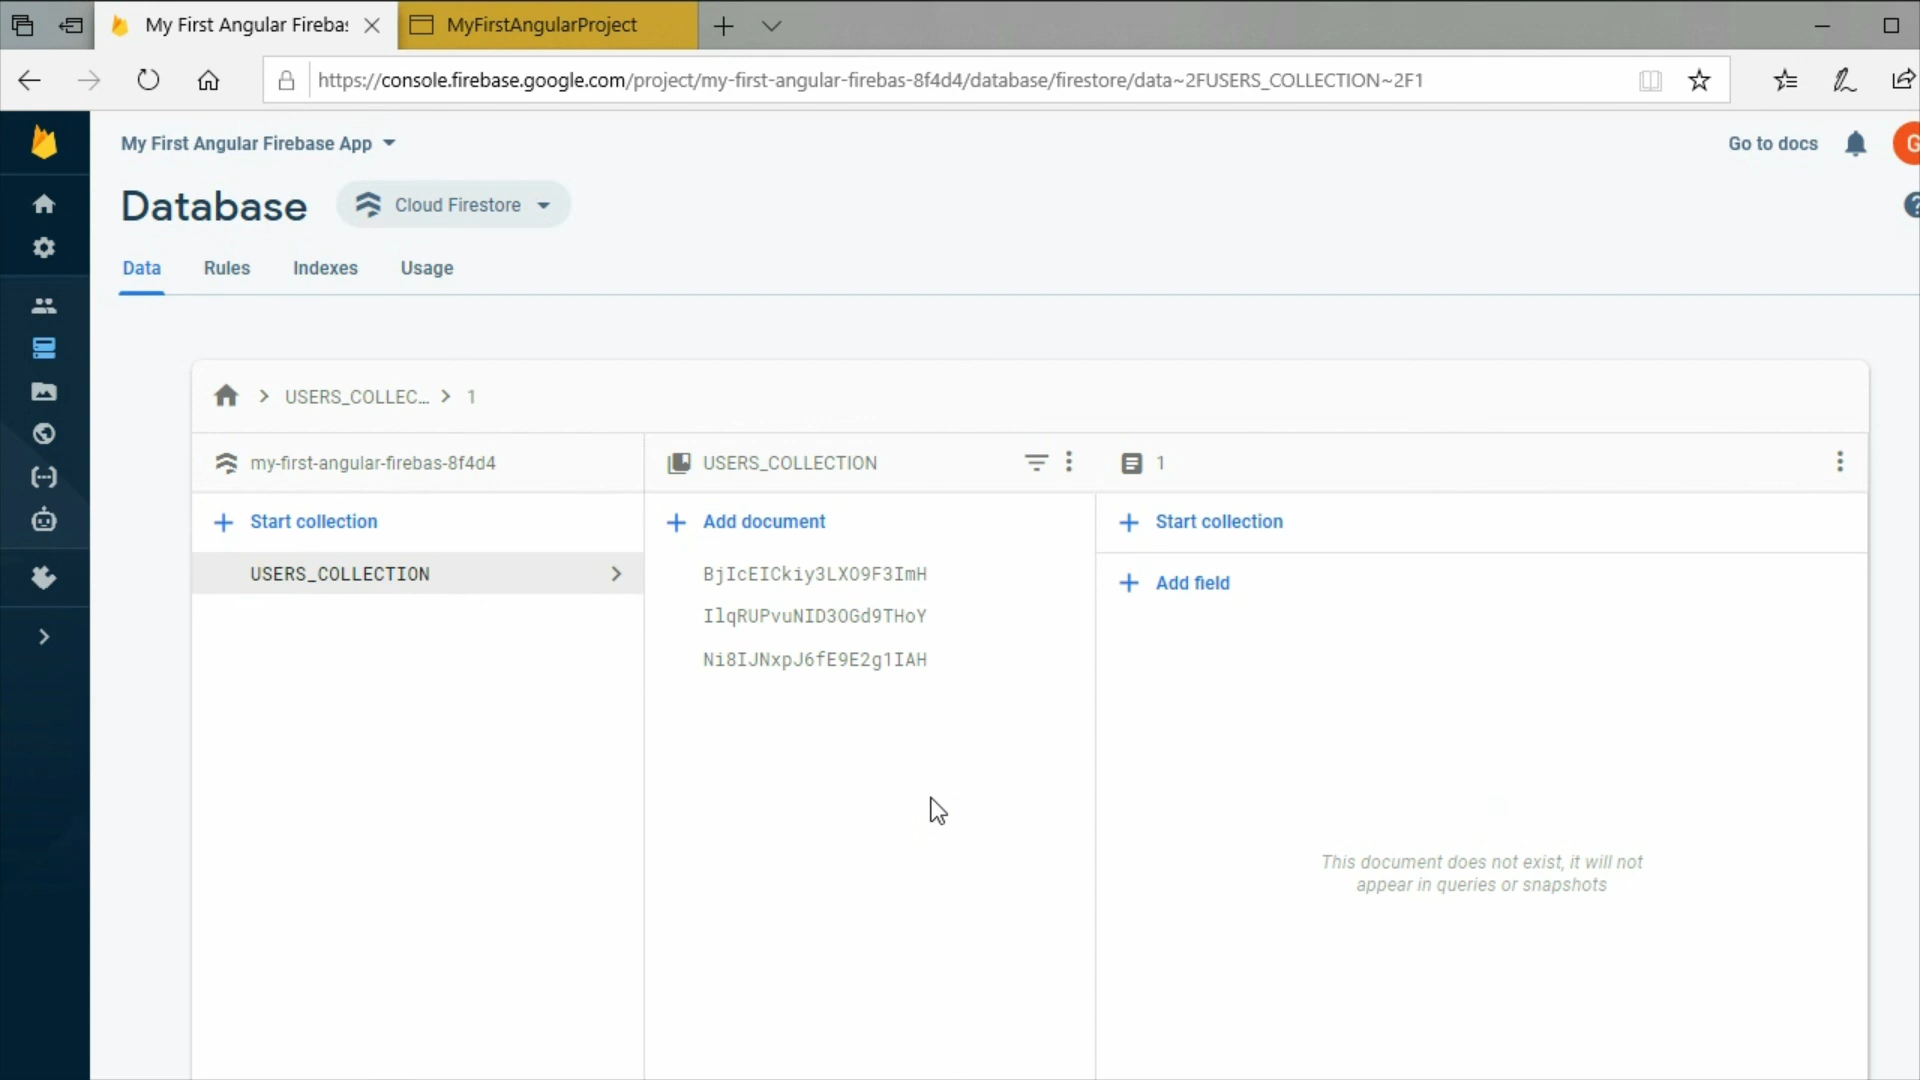 My First Angular Firebas
MyFirstAngularProject
https://console.firebase.google.com/project/my-first-angular-firebas-8f4d4/database/firestore/data~2FUSERS_COLLECTION~2F1
My First Angular Firebase App
Go to docs
G
Database
Cloud Firestore
?
Data
Rules
Indexes
Usage
USERS_COLLEC...
1
my-first-angular-firebas-8f4d4
USERS_COLLECTION
1
Start collection
Add document
Start collection
USERS_COLLECTION
BjIcEICkiy3LXO9F3ImH
Add field
IlqRUPvuNID3OGd9THoY
Ni8IJNxpJ6fE9E2g1IAH
This document does not exist, it will not
appear in queries or snapshots